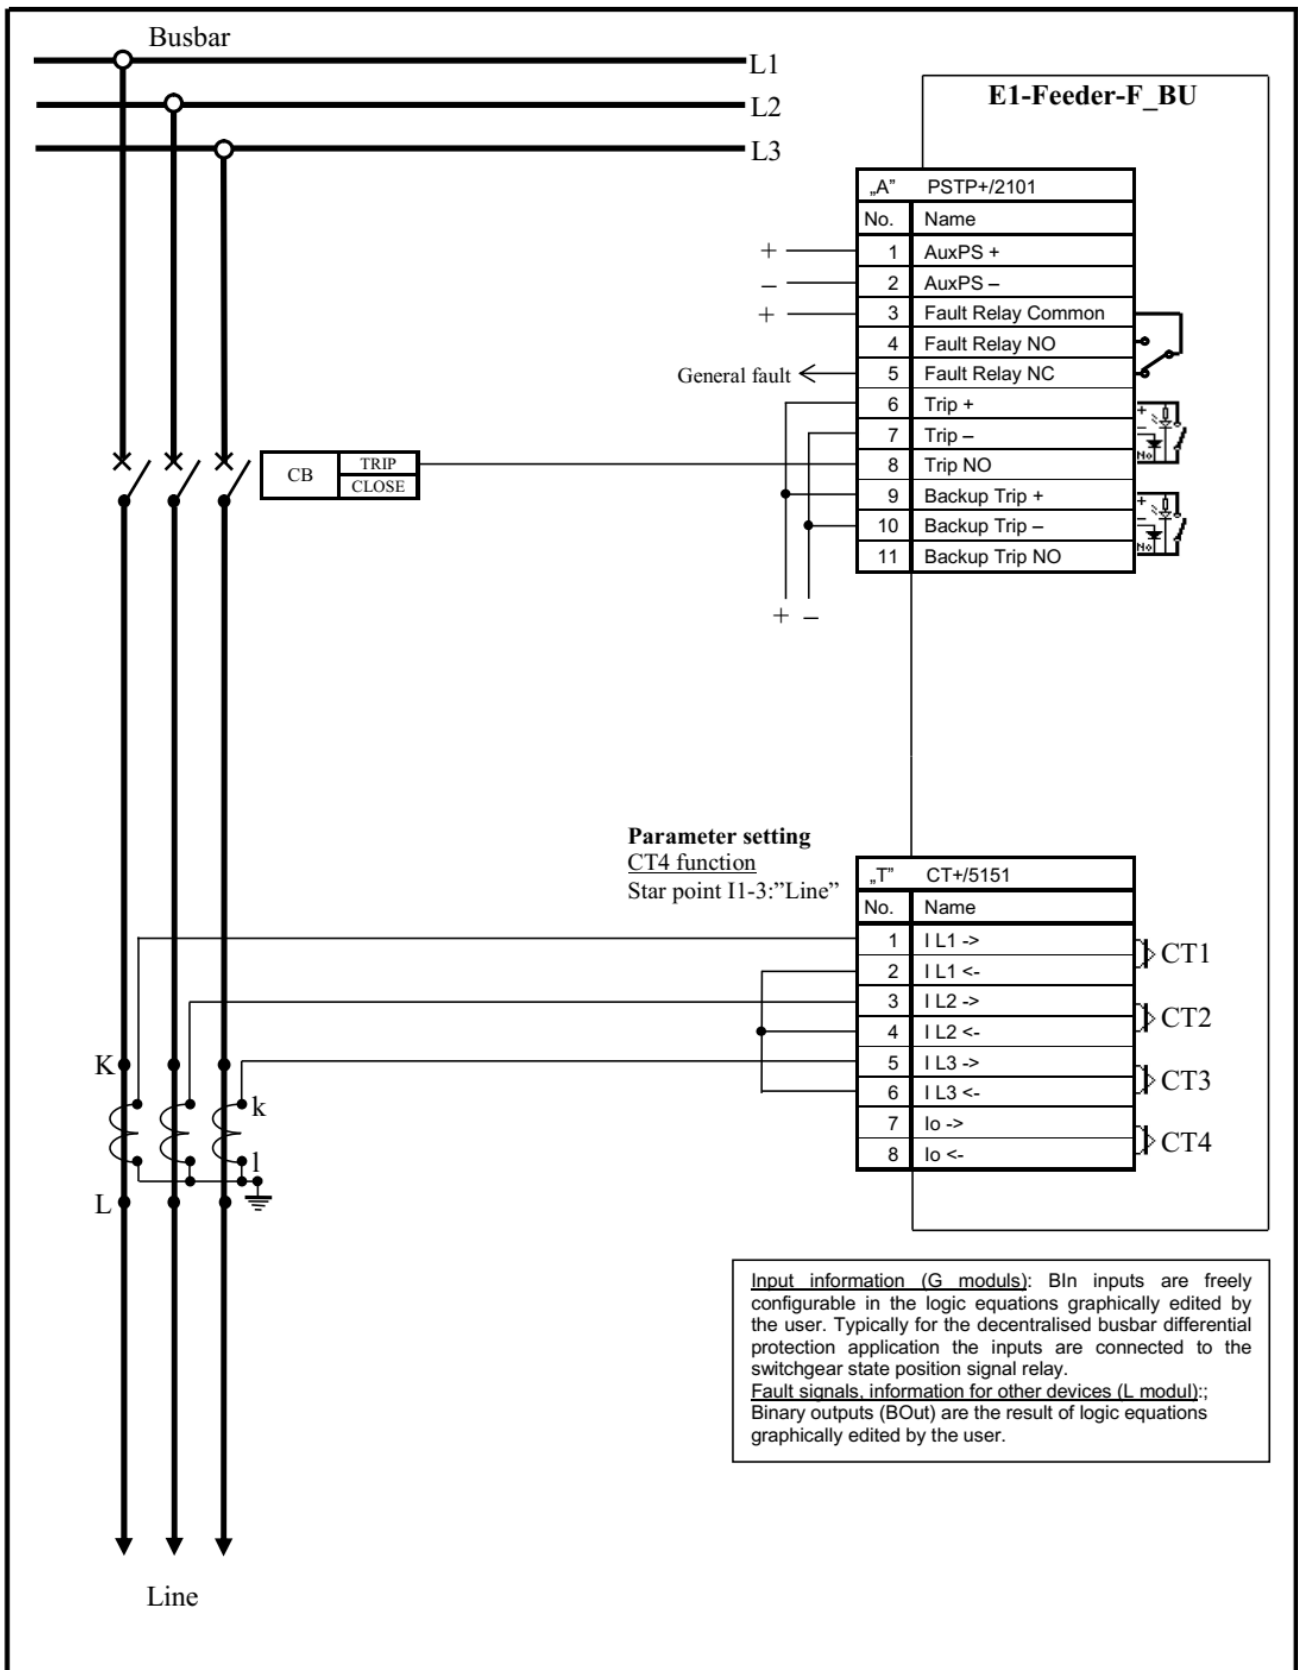 Busbar
L1
L2
L3
E1-Feeder-F_BU
„A” PSTP+/2101
No. Name
+ 1 AuxPS +
– 2 AuxPS –
+ 3 Fault Relay Common
4 Fault Relay NO
General fault 5 Fault Relay NC
6 Trip +
7 Trip –
8 Trip NO
9 Backup Trip +
10 Backup Trip –
11 Backup Trip NO
+
–
No
+
–
No
CB
TRIP
CLOSE
+ –
Parameter setting
CT4 function
Star point I1-3:”Line”
„T” CT+/5151
No. Name
1 I L1 ->
2 I L1 <-
3 I L2 ->
4 I L2 <-
5 I L3 ->
6 I L3 <-
7 Io ->
8 Io <-
CT1
CT2
CT3
CT4
K
k
l
L
Input information (G moduls): BIn inputs are freely
configurable in the logic equations graphically edited by
the user. Typically for the decentralised busbar differential
protection application the inputs are connected to the
switchgear state position signal relay.
Fault signals, information for other devices (L modul):;
Binary outputs (BOut) are the result of logic equations
graphically edited by the user.
Line